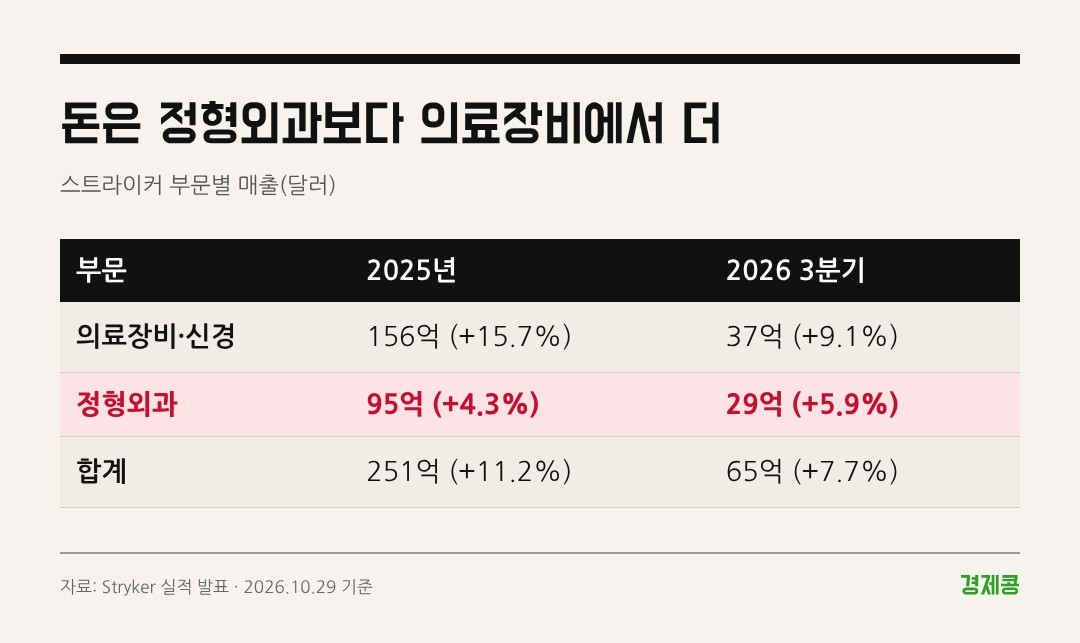 돈은 정형외과보다 의료장비에서 더
스트라이커 부문별 매출(달러)
부문 2025년 2026 3분기
의료장비·신경 156억 (+15.7%) 37억 (+9.1%)
정형외과 95억 (+4.3%) 29억 (+5.9%)
합계 251억 (+11.2%) 65억 (+7.7%)
자료: Stryker 실적 발표 · 2026.10.29 기준
경제콩